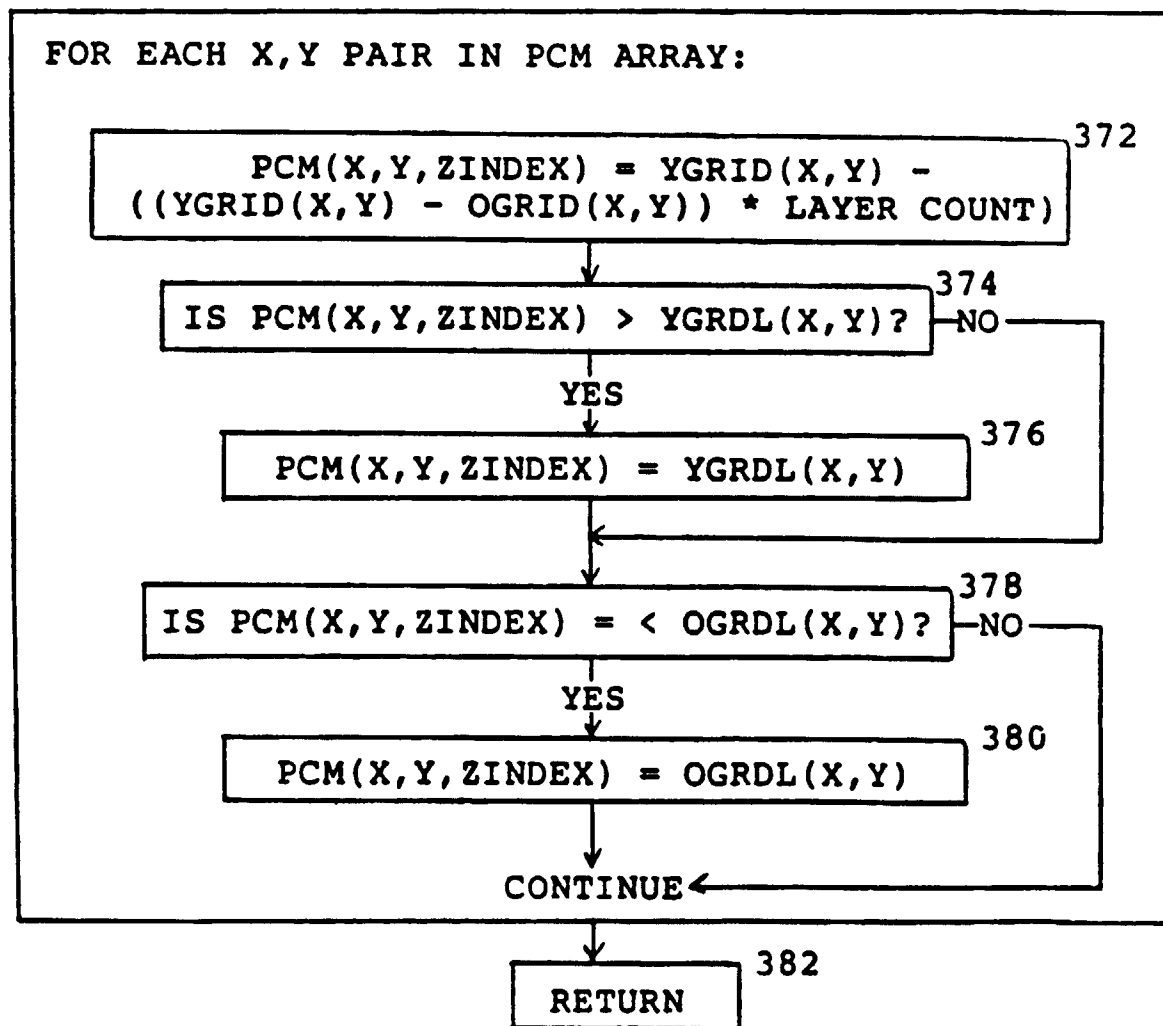 FOR EACH X,Y PAIR IN PCM ARRAY:
372
PCM(X,Y,ZINDEX) = YGRID(X,Y) -
((YGRID(X,Y) - OGRID(X,Y)) * LAYER COUNT)
374
IS PCM(X,Y,ZINDEX) > YGRDL(X,Y)? NO
YES
376
PCM(X,Y,ZINDEX) = YGRDL(X,Y)
378
IS PCM(X,Y,ZINDEX) = < OGRDL(X,Y)? NO
YES
380
PCM(X,Y,ZINDEX) = OGRDL(X,Y)
CONTINUE
382
RETURN